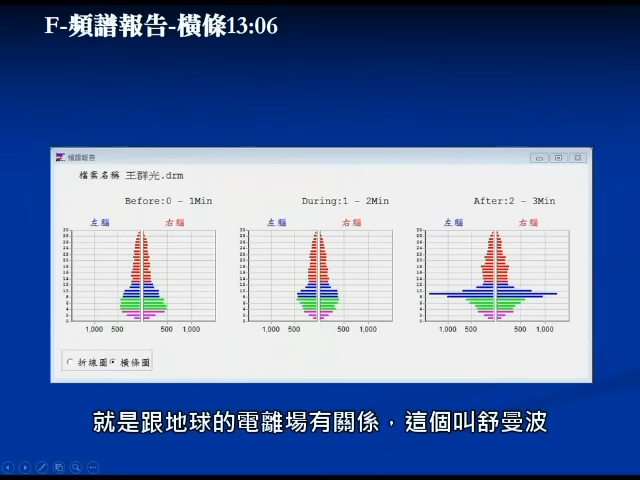 F-頻譜報告-橫條13:06
頻譜報告
檔案名稱 王群光.drm
Before:0 - 1Min
During:1 - 2Min
After:2 - 3Min
左腦 右腦
左腦 右腦
左腦 右腦
1,000 500 500 1,000
1,000 500 500 1,000
1,000 500 500 1,000
折線圖 橫條圖
就是跟地球的電離場有關係，這個叫舒曼波